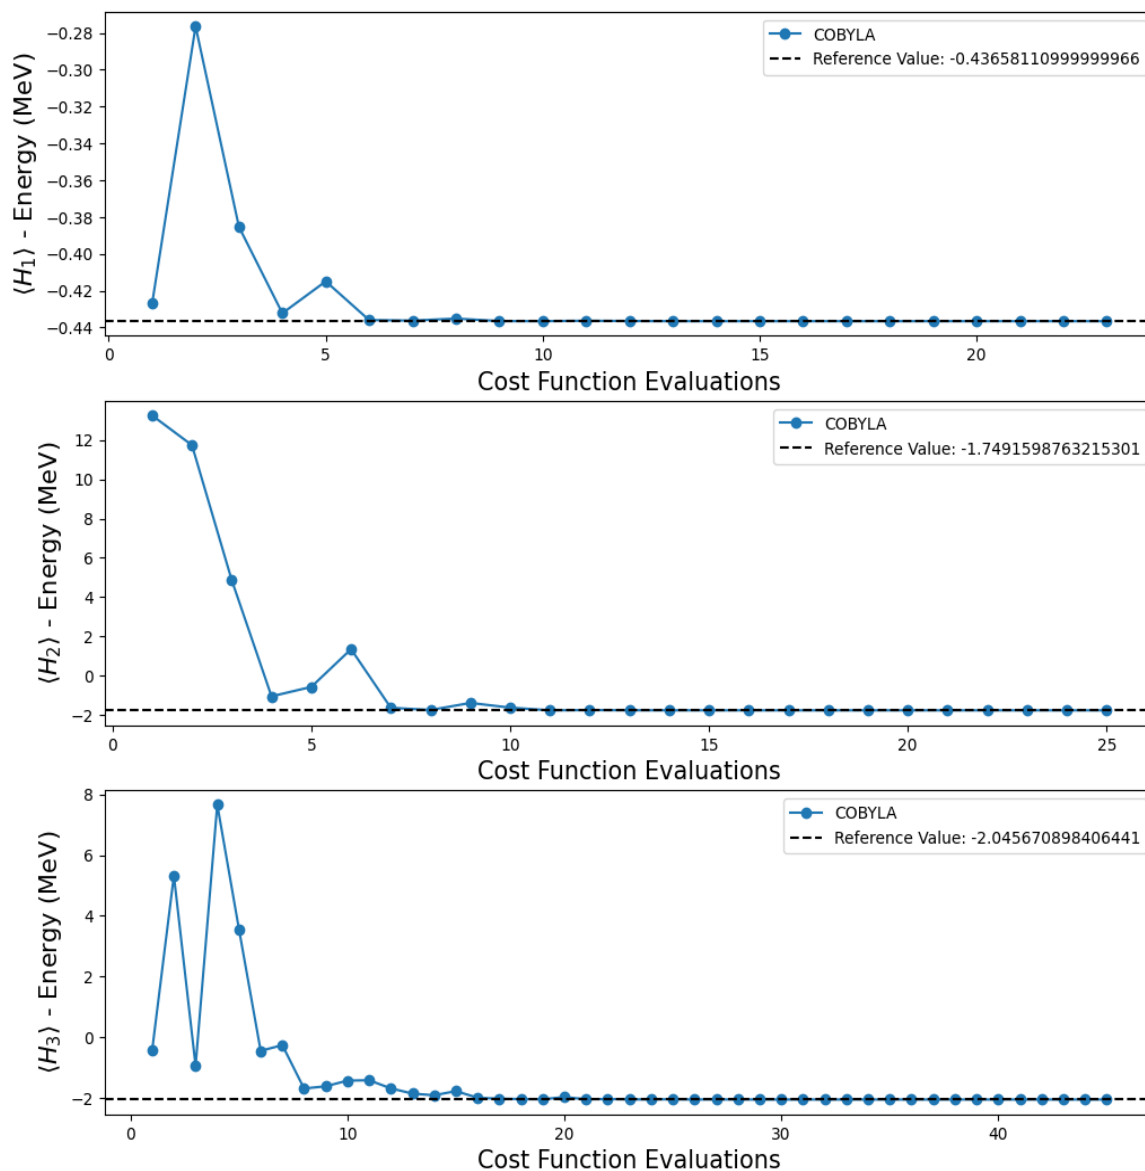 −0.28
−0.30
−0.32
−0.34
−0.36
−0.38
−0.40
−0.42
−0.44
⟨H₁⟩ - Energy (MeV)
COBYLA
Reference Value: -0.43658110999999966
0 5 10 15 20
Cost Function Evaluations
12
10
8
6
4
2
0
−2
⟨H₂⟩ - Energy (MeV)
COBYLA
Reference Value: -1.7491598763215301
0 5 10 15 20 25
Cost Function Evaluations
8
6
4
2
0
−2
⟨H₃⟩ - Energy (MeV)
COBYLA
Reference Value: -2.045670898406441
0 10 20 30 40
Cost Function Evaluations